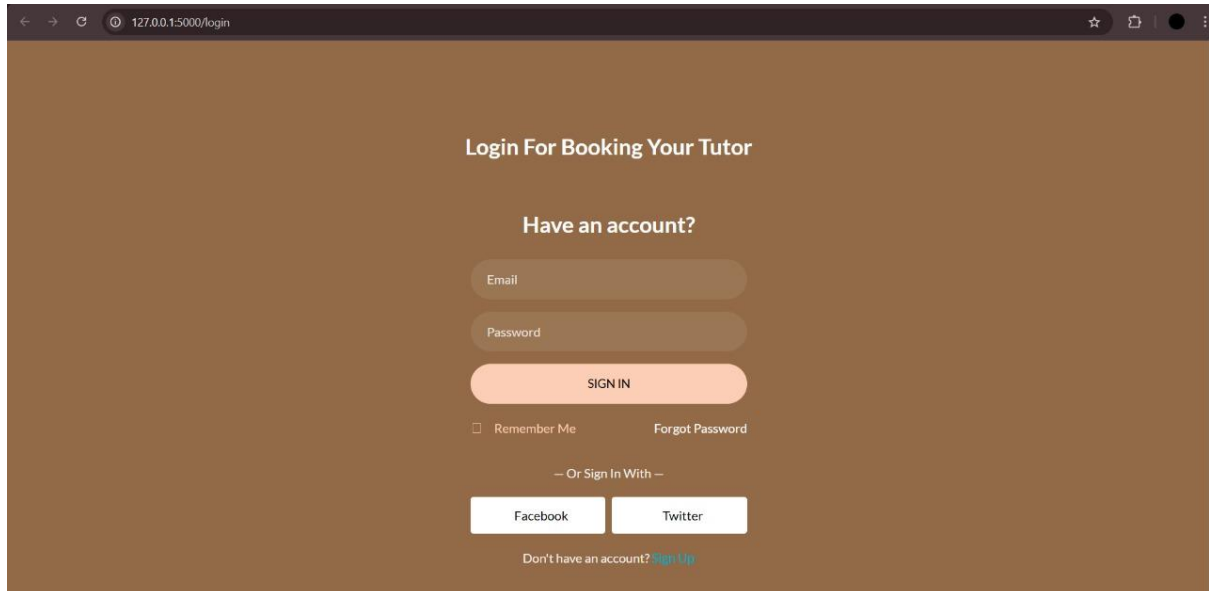 127.0.0.1:5000/login
Login For Booking Your Tutor
Have an account?
Email
Password
SIGN IN
Remember Me Forgot Password
— Or Sign In With —
Facebook Twitter
Don't have an account? Sign Up